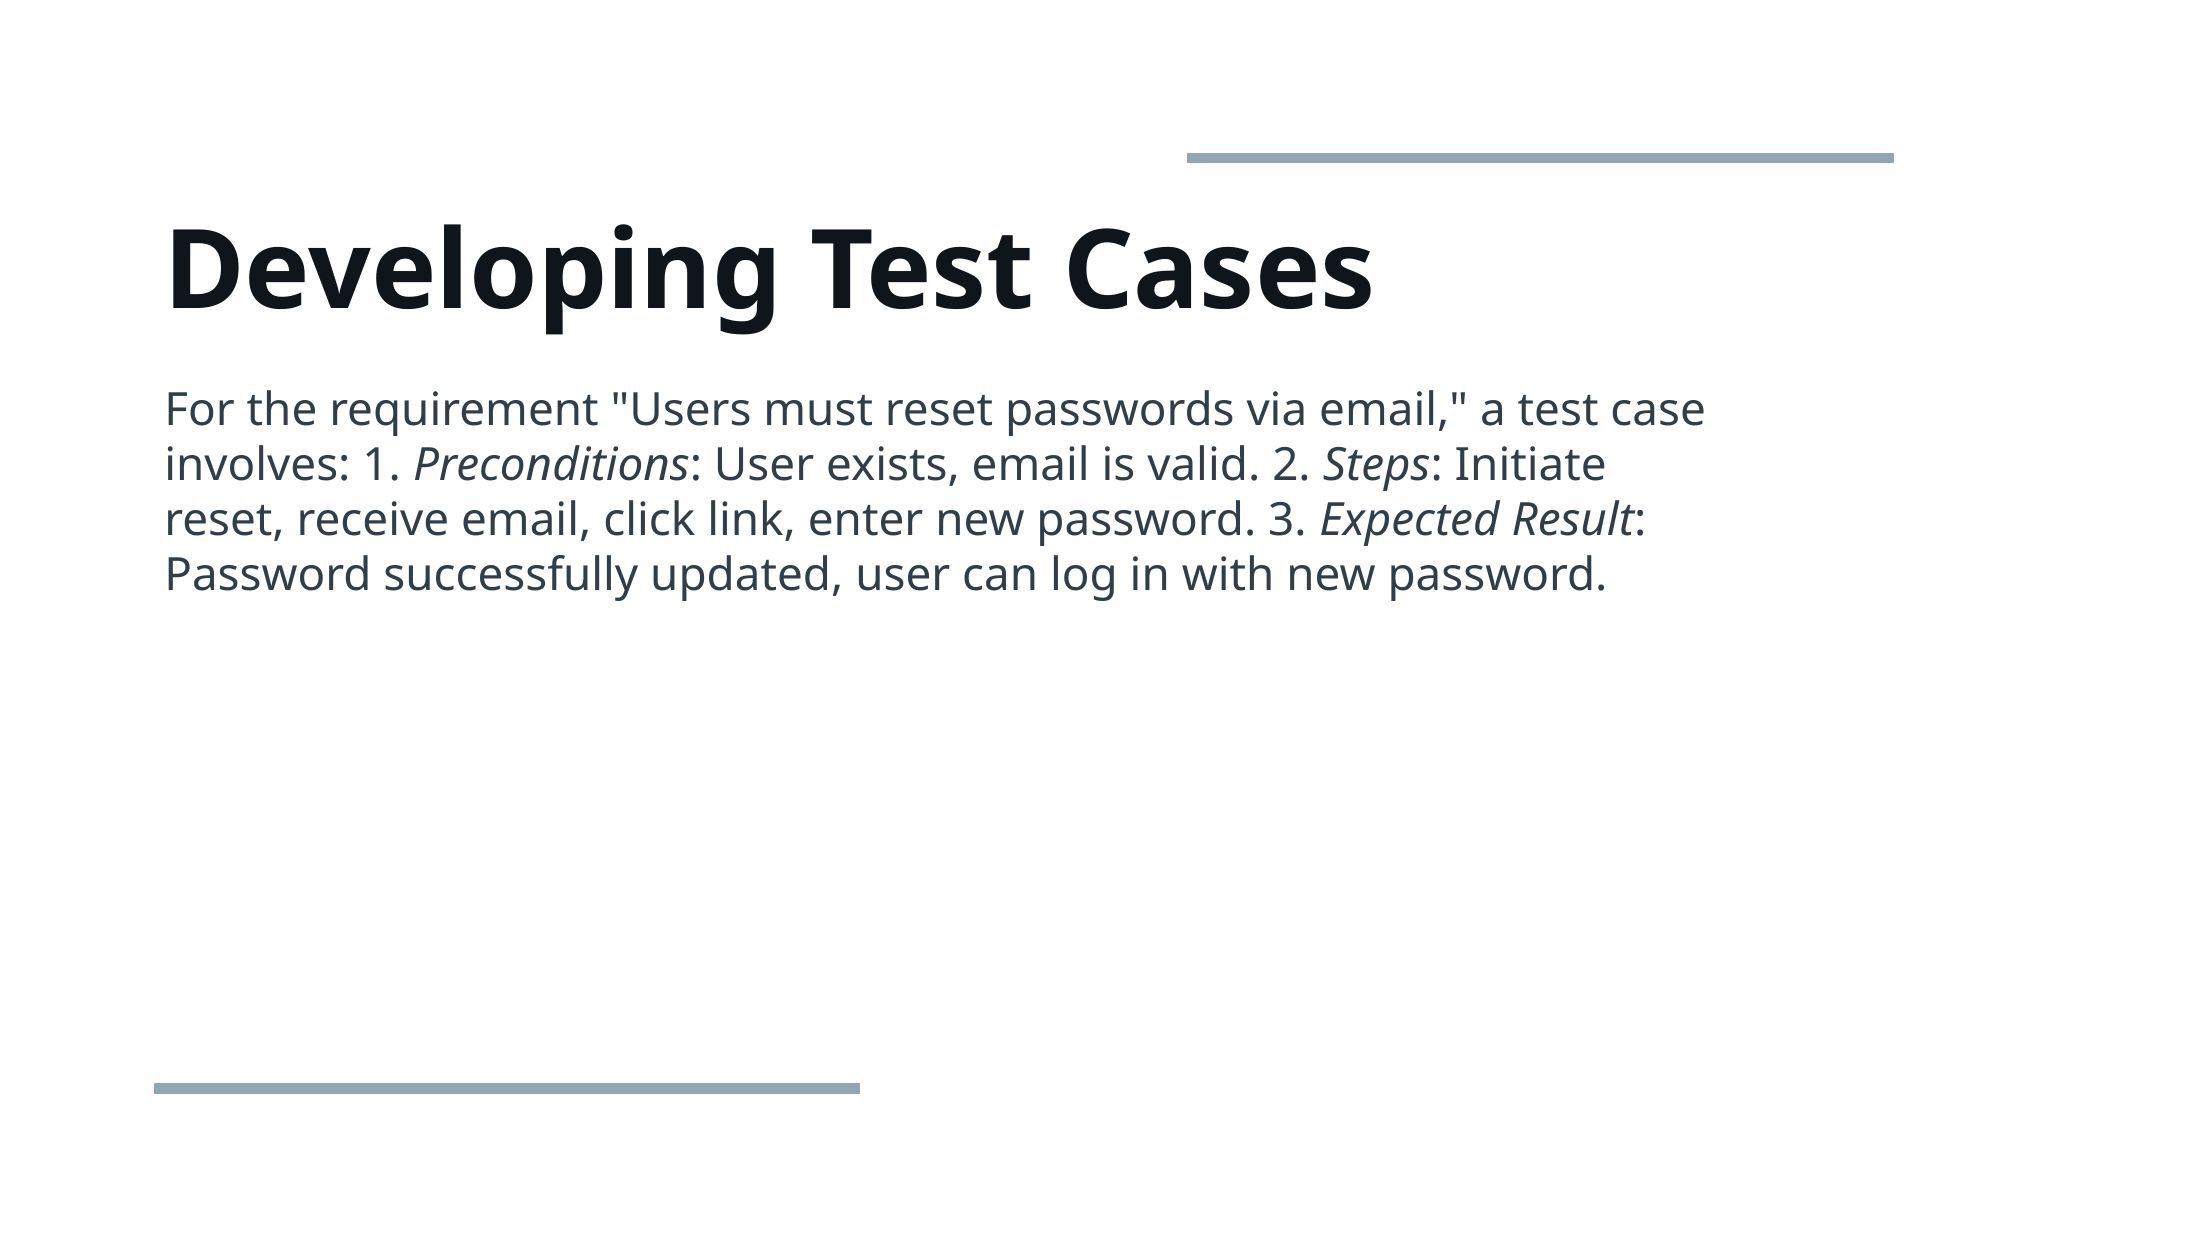 Developing Test Cases
For the requirement "Users must reset passwords via email," a test case
involves: 1. Preconditions: User exists, email is valid. 2. Steps: Initiate
reset, receive email, click link, enter new password. 3. Expected Result:
Password successfully updated, user can log in with new password.